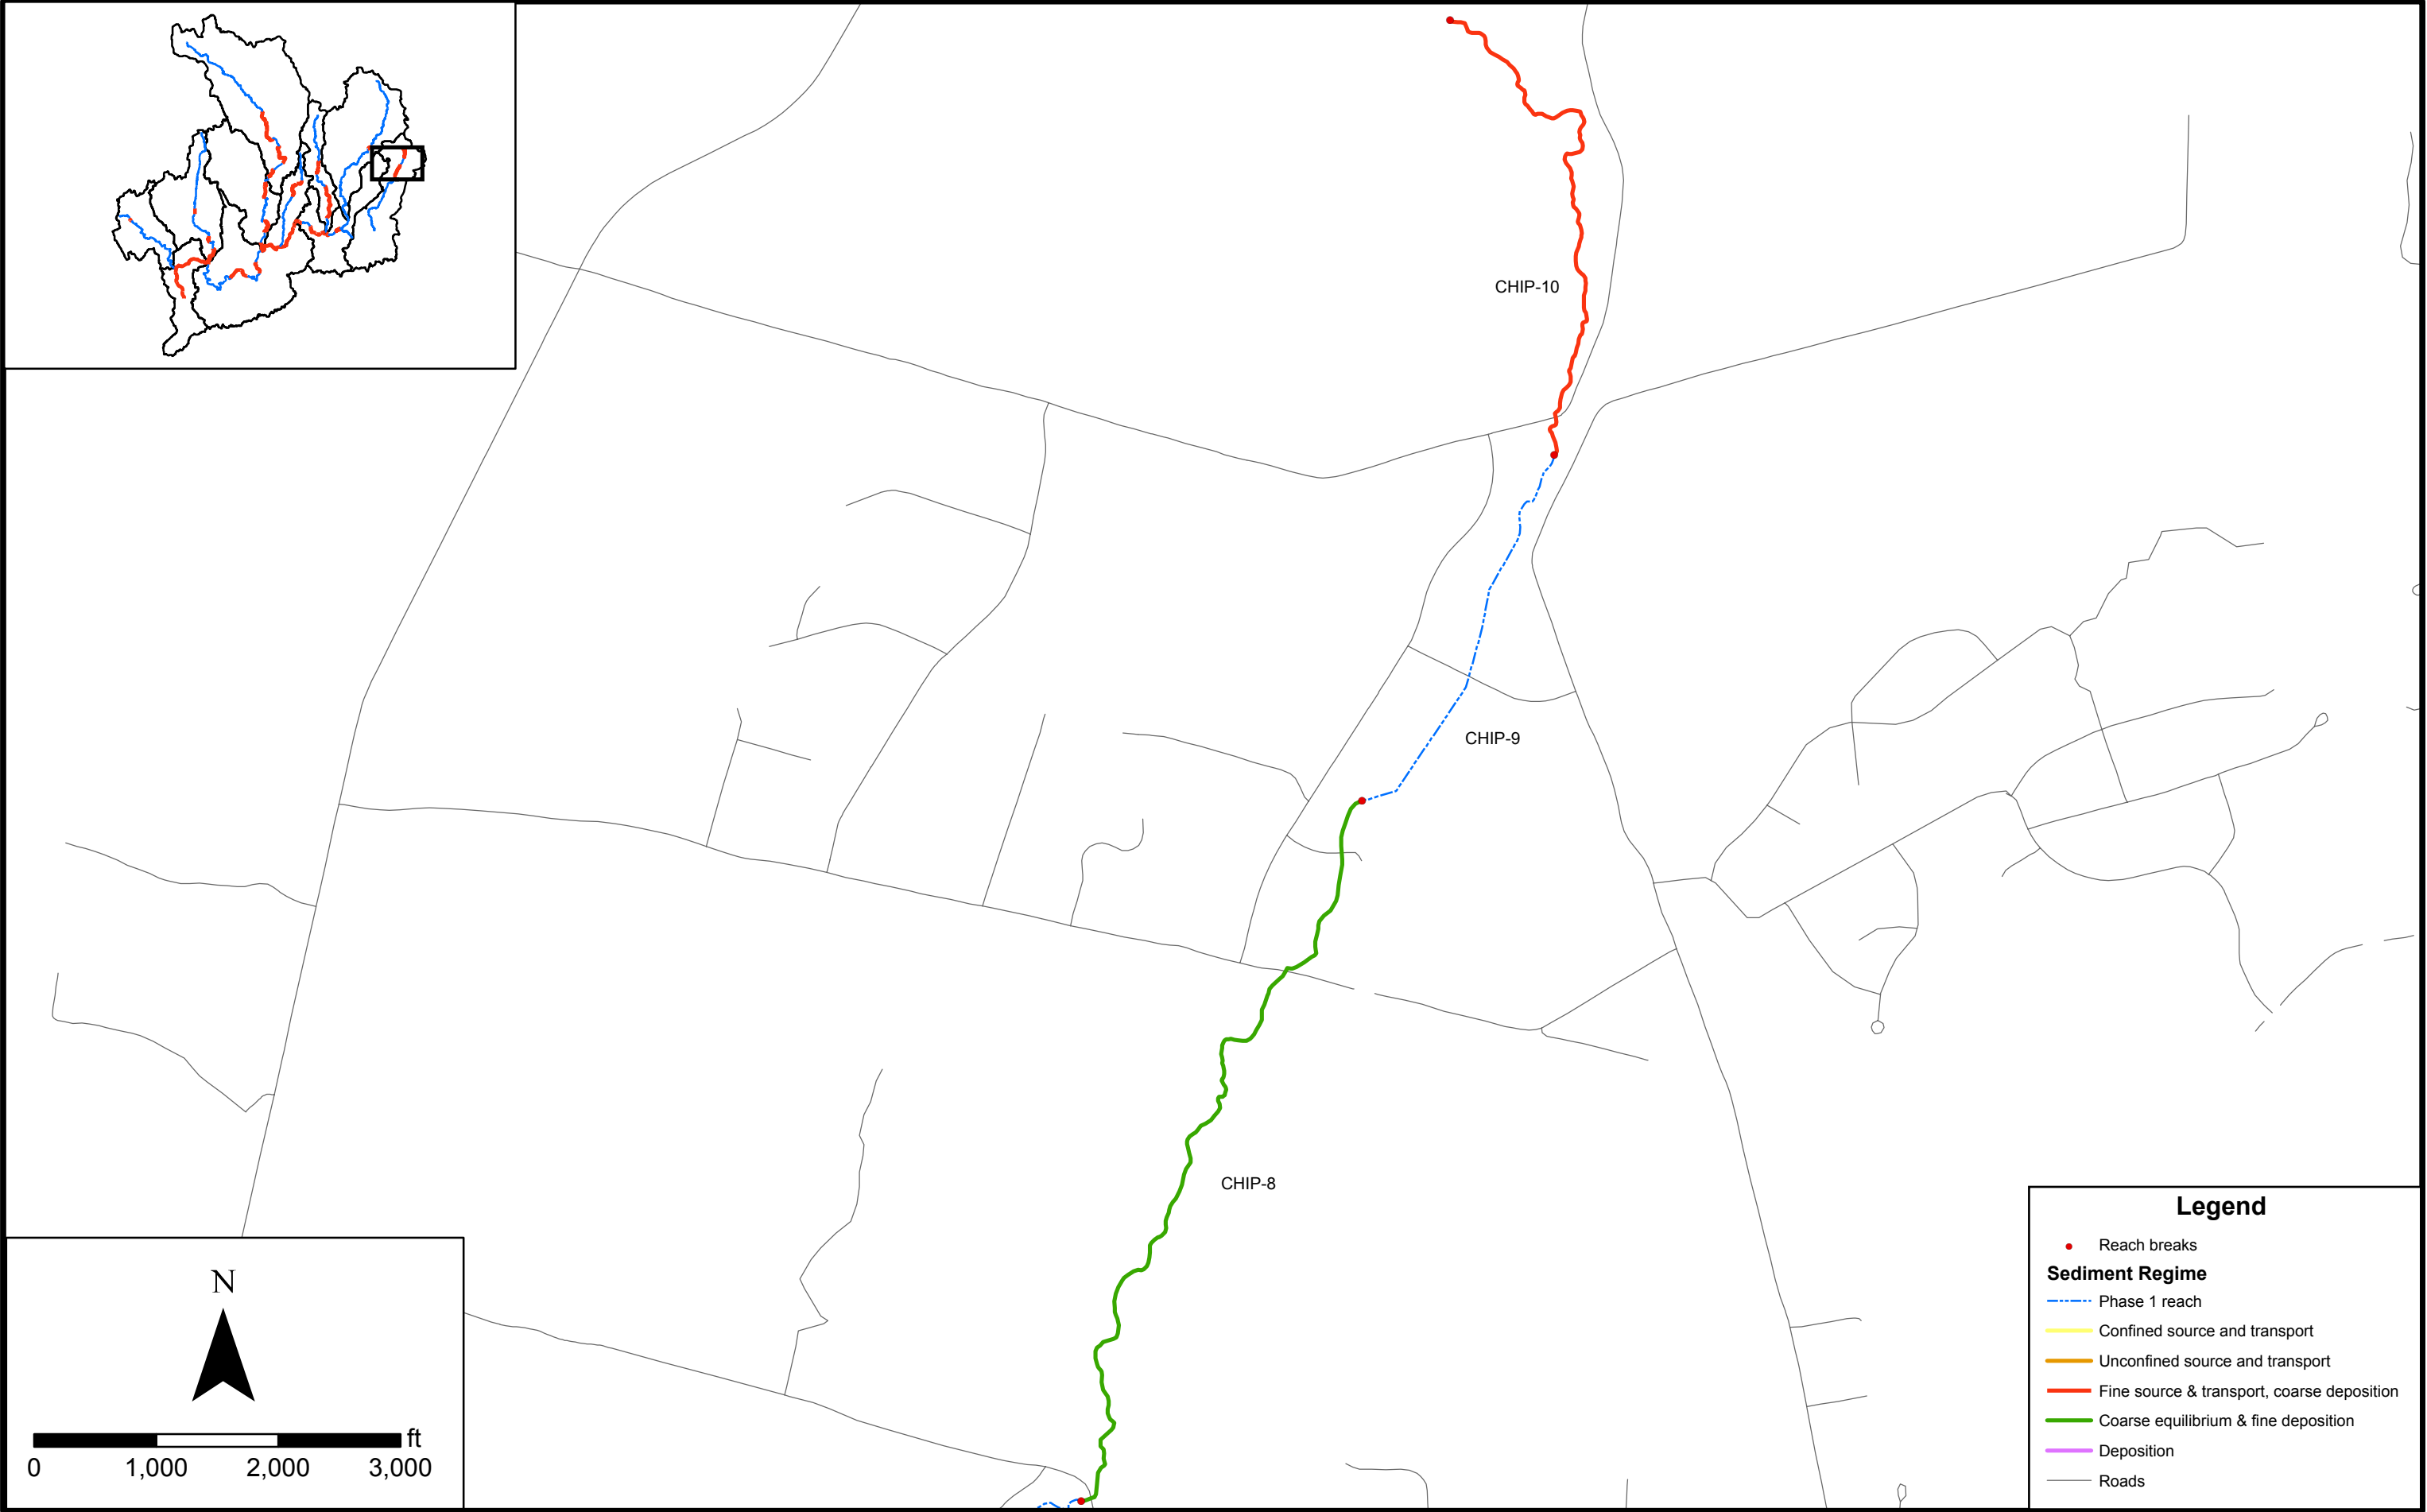 CHIP-10
CHIP-9
CHIP-8
N
ft
0 1,000 2,000 3,000
Legend
Reach breaks
Sediment Regime
Phase 1 reach
Confined source and transport
Unconfined source and transport
Fine source & transport, coarse deposition
Coarse equilibrium & fine deposition
Deposition
Roads